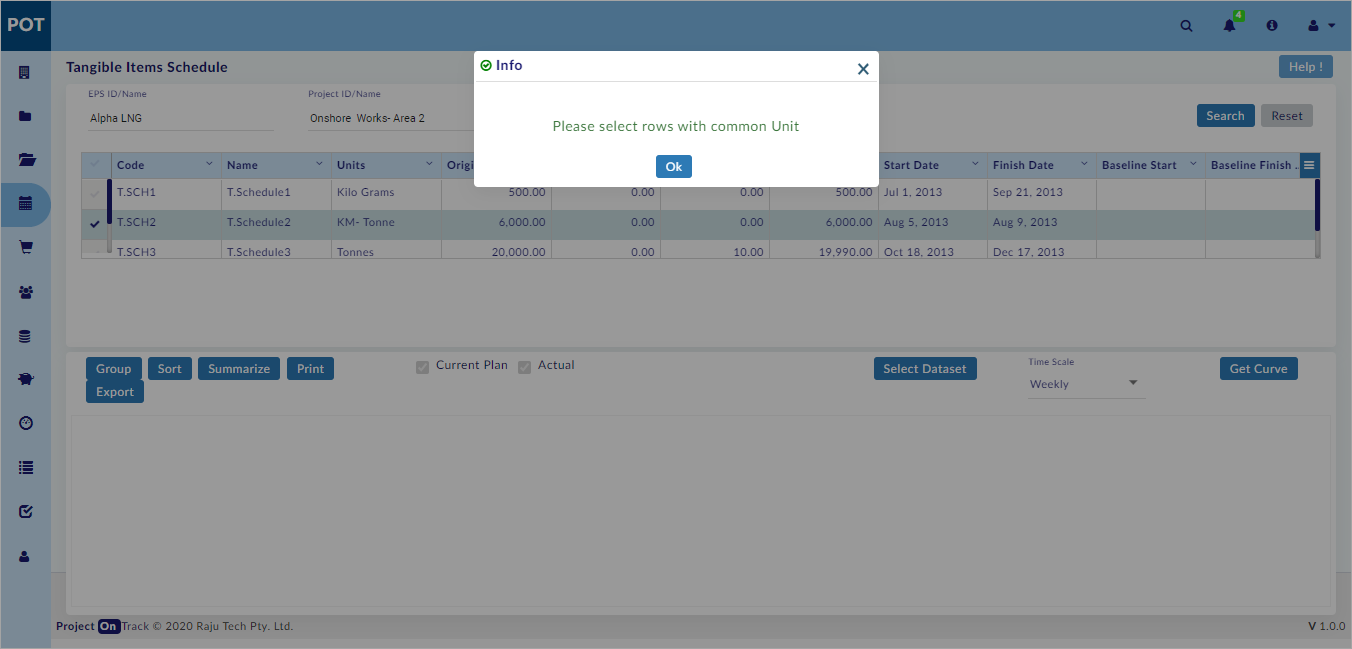 POT
4
Tangible Items Schedule
Help !
Info
Please select rows with common Unit
Ok
EPS ID/Name
Project ID/Name
Alpha LNG
Onshore Works- Area 2
Search
Reset
Code Name Units Origi Start Date Finish Date Baseline Start Baseline Finish .
T.SCH1 T.Schedule1 Kilo Grams 500.00 0.00 0.00 500.00 Jul 1, 2013 Sep 21, 2013
T.SCH2 T.Schedule2 KM- Tonne 6,000.00 0.00 0.00 6,000.00 Aug 5, 2013 Aug 9, 2013
T.SCH3 T.Schedule3 Tonnes 20,000.00 0.00 10.00 19,990.00 Oct 18, 2013 Dec 17, 2013
Group Sort Summarize Print
Export
Current Plan Actual
Select Dataset
Time Scale
Weekly
Get Curve
Project On Track © 2020 Raju Tech Pty. Ltd.
V 1.0.0